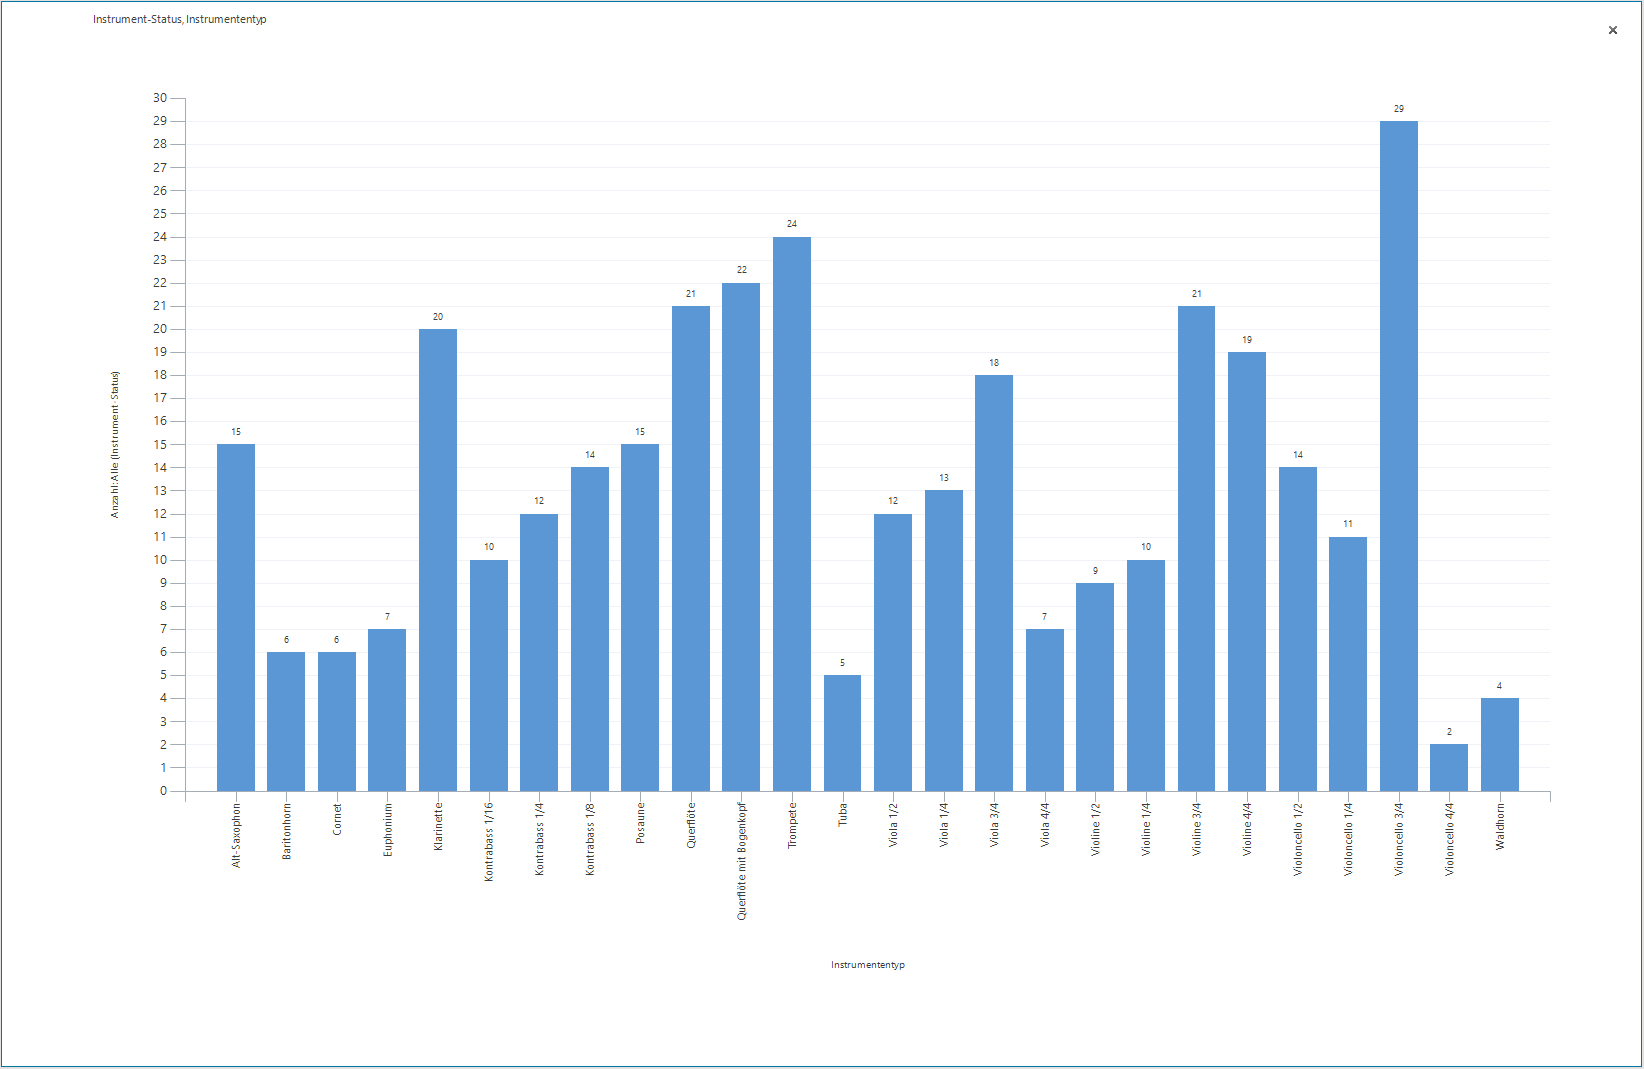 Instrument-Status, Instrumententyp
×
Anzahl:Alle (Instrument-Status)
30
29
28
27
26
25
24
23
22
21
20
19
18
17
16
15
14
13
12
11
10
9
8
7
6
5
4
3
2
1
0
15
6
6
7
20
10
12
14
15
21
22
24
5
12
13
18
7
9
10
21
19
14
11
29
2
4
Alt-Saxophon
Baritonhorn
Cornet
Euphonium
Klarinette
Kontrabass 1/16
Kontrabass 1/4
Kontrabass 1/8
Posaune
Querflöte
Querflöte mit Bogenkopf
Trompete
Tuba
Viola 1/2
Viola 1/4
Viola 3/4
Viola 4/4
Violine 1/2
Violine 1/4
Violine 3/4
Violine 4/4
Violoncello 1/2
Violoncello 1/4
Violoncello 3/4
Violoncello 4/4
Waldhorn
Instrumententyp